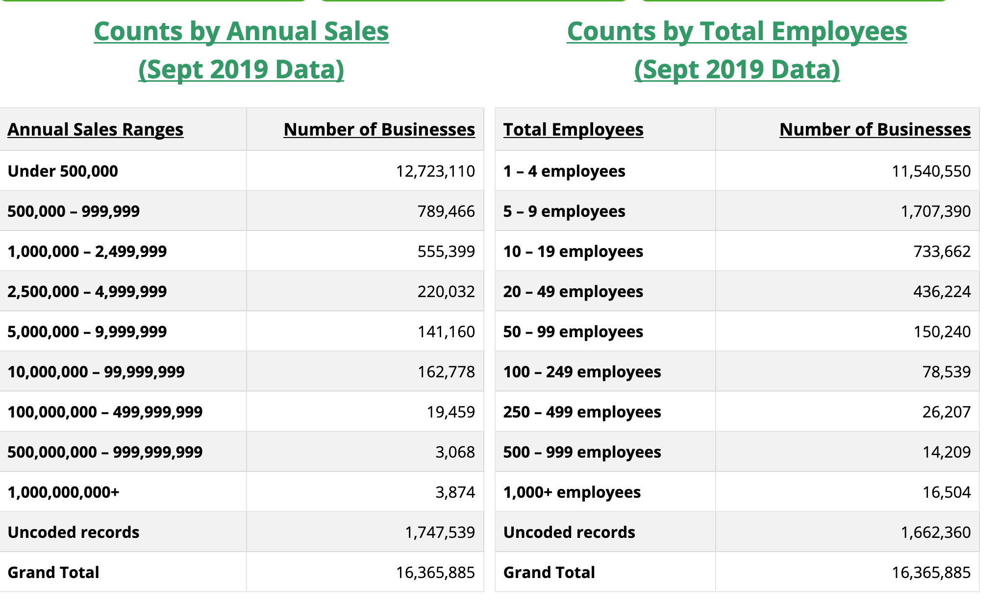 Counts by Annual Sales
(Sept 2019 Data)
Annual Sales Ranges Number of Businesses
Under 500,000 12,723,110
500,000 – 999,999 789,466
1,000,000 – 2,499,999 555,399
2,500,000 – 4,999,999 220,032
5,000,000 – 9,999,999 141,160
10,000,000 – 99,999,999 162,778
100,000,000 – 499,999,999 19,459
500,000,000 – 999,999,999 3,068
1,000,000,000+ 3,874
Uncoded records 1,747,539
Grand Total 16,365,885
Counts by Total Employees
(Sept 2019 Data)
Total Employees Number of Businesses
1 – 4 employees 11,540,550
5 – 9 employees 1,707,390
10 – 19 employees 733,662
20 – 49 employees 436,224
50 – 99 employees 150,240
100 – 249 employees 78,539
250 – 499 employees 26,207
500 – 999 employees 14,209
1,000+ employees 16,504
Uncoded records 1,662,360
Grand Total 16,365,885